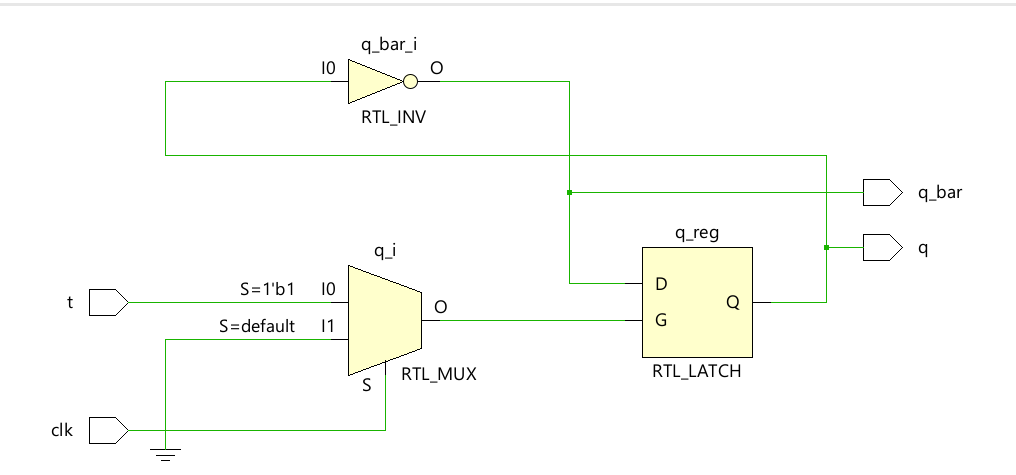 q_bar_i
I0
O
RTL_INV
q_bar
q_reg
q
q_i
D
S=1'b1
I0
Q
t
O
G
S=default
I1
RTL_LATCH
RTL_MUX
S
clk